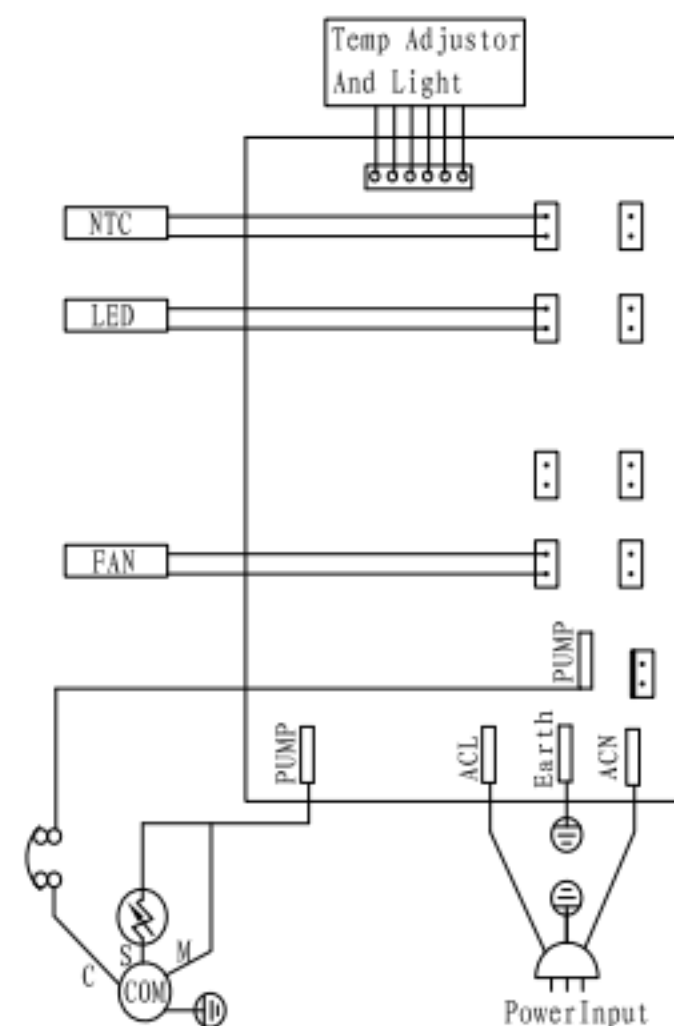 Temp Adjustor
And Light
NTC
LED
FAN
PUMP
PUMP
ACL
Earth
ACN
S
M
C
COM
PowerInput